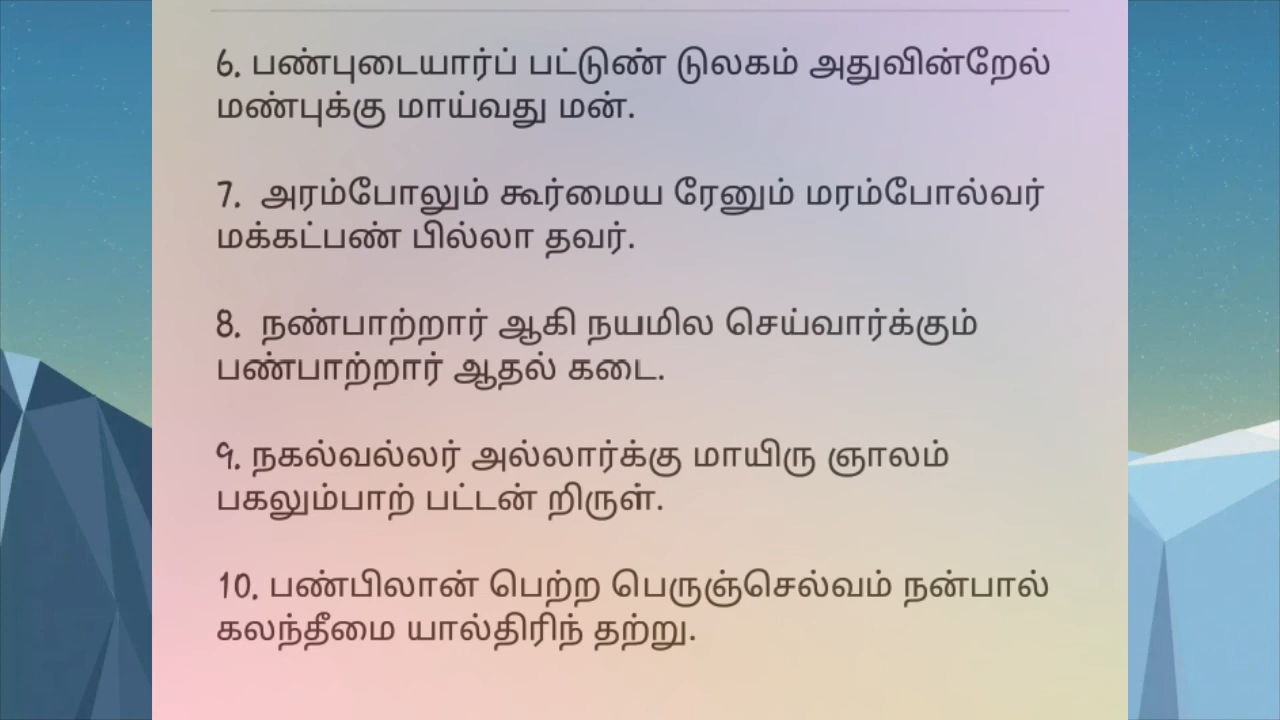 6. பண்புடையார்ப் பட்டுண் டுலகம் அதுவின்றேல்
மண்புக்கு மாய்வது மன்.
7. அரம்போலும் கூர்மைய ரேனும் மரம்போல்வர்
மக்கட்பண் பில்லா தவர்.
8. நண்பாற்றார் ஆகி நயமில செய்வார்க்கும்
பண்பாற்றார் ஆதல் கடை.
9. நகல்வல்லர் அல்லார்க்கு மாயிரு ஞாலம்
பகலும்பாற் பட்டன் றிருள்.
10. பண்பிலான் பெற்ற பெருஞ்செல்வம் நன்பால்
கலந்தீமை யால்திரிந் தற்று.